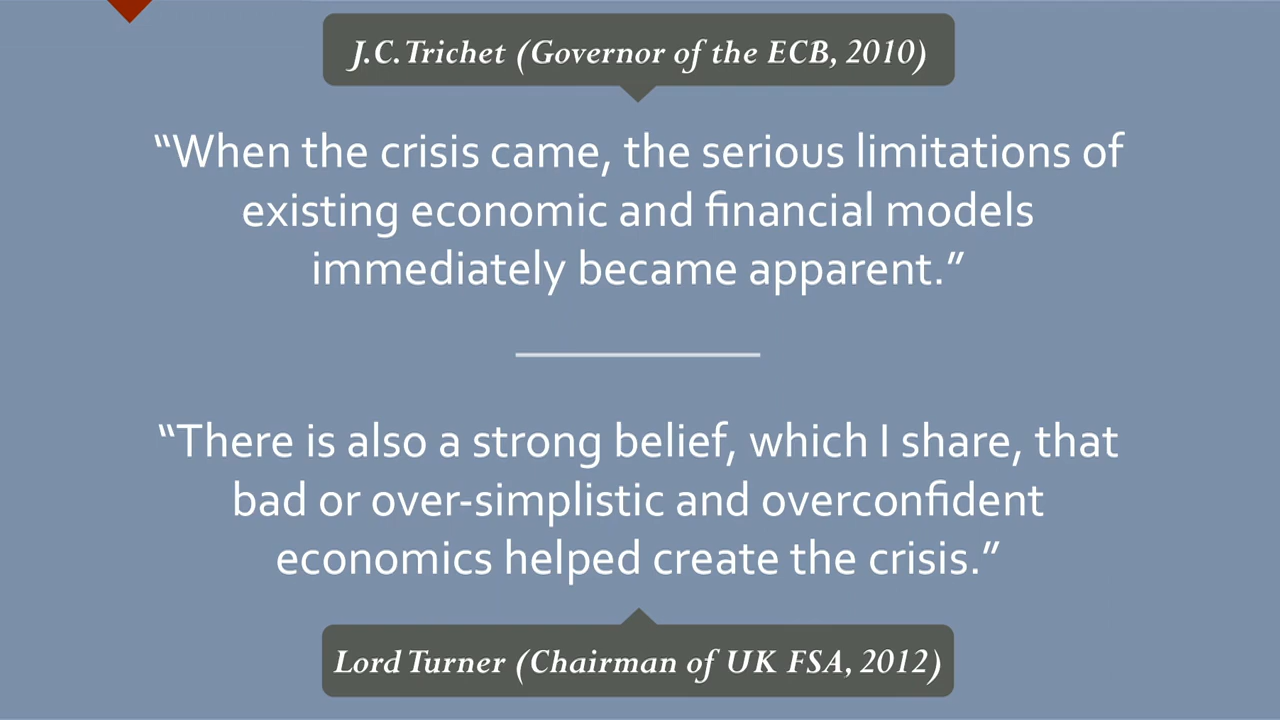 J.C. Trichet (Governor of the ECB, 2010)
“When the crisis came, the serious limitations of
existing economic and financial models
immediately became apparent.”
“There is also a strong belief, which I share, that
bad or over-simplistic and overconfident
economics helped create the crisis.”
Lord Turner (Chairman of UK FSA, 2012)